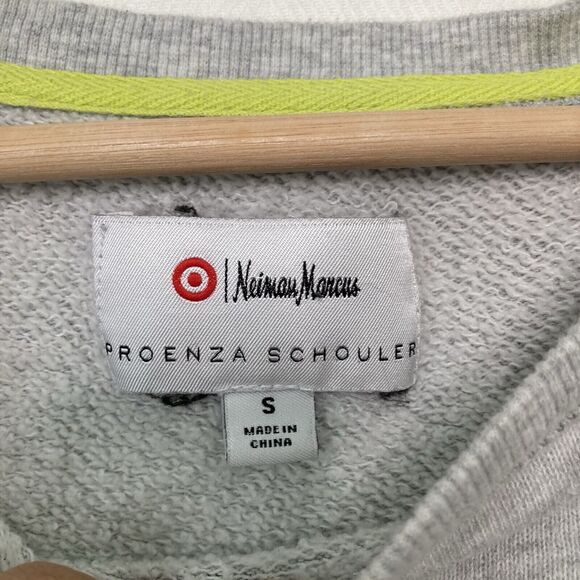 Neiman Marcus
PROENZA SCHOULER
S
MADE IN
CHINA